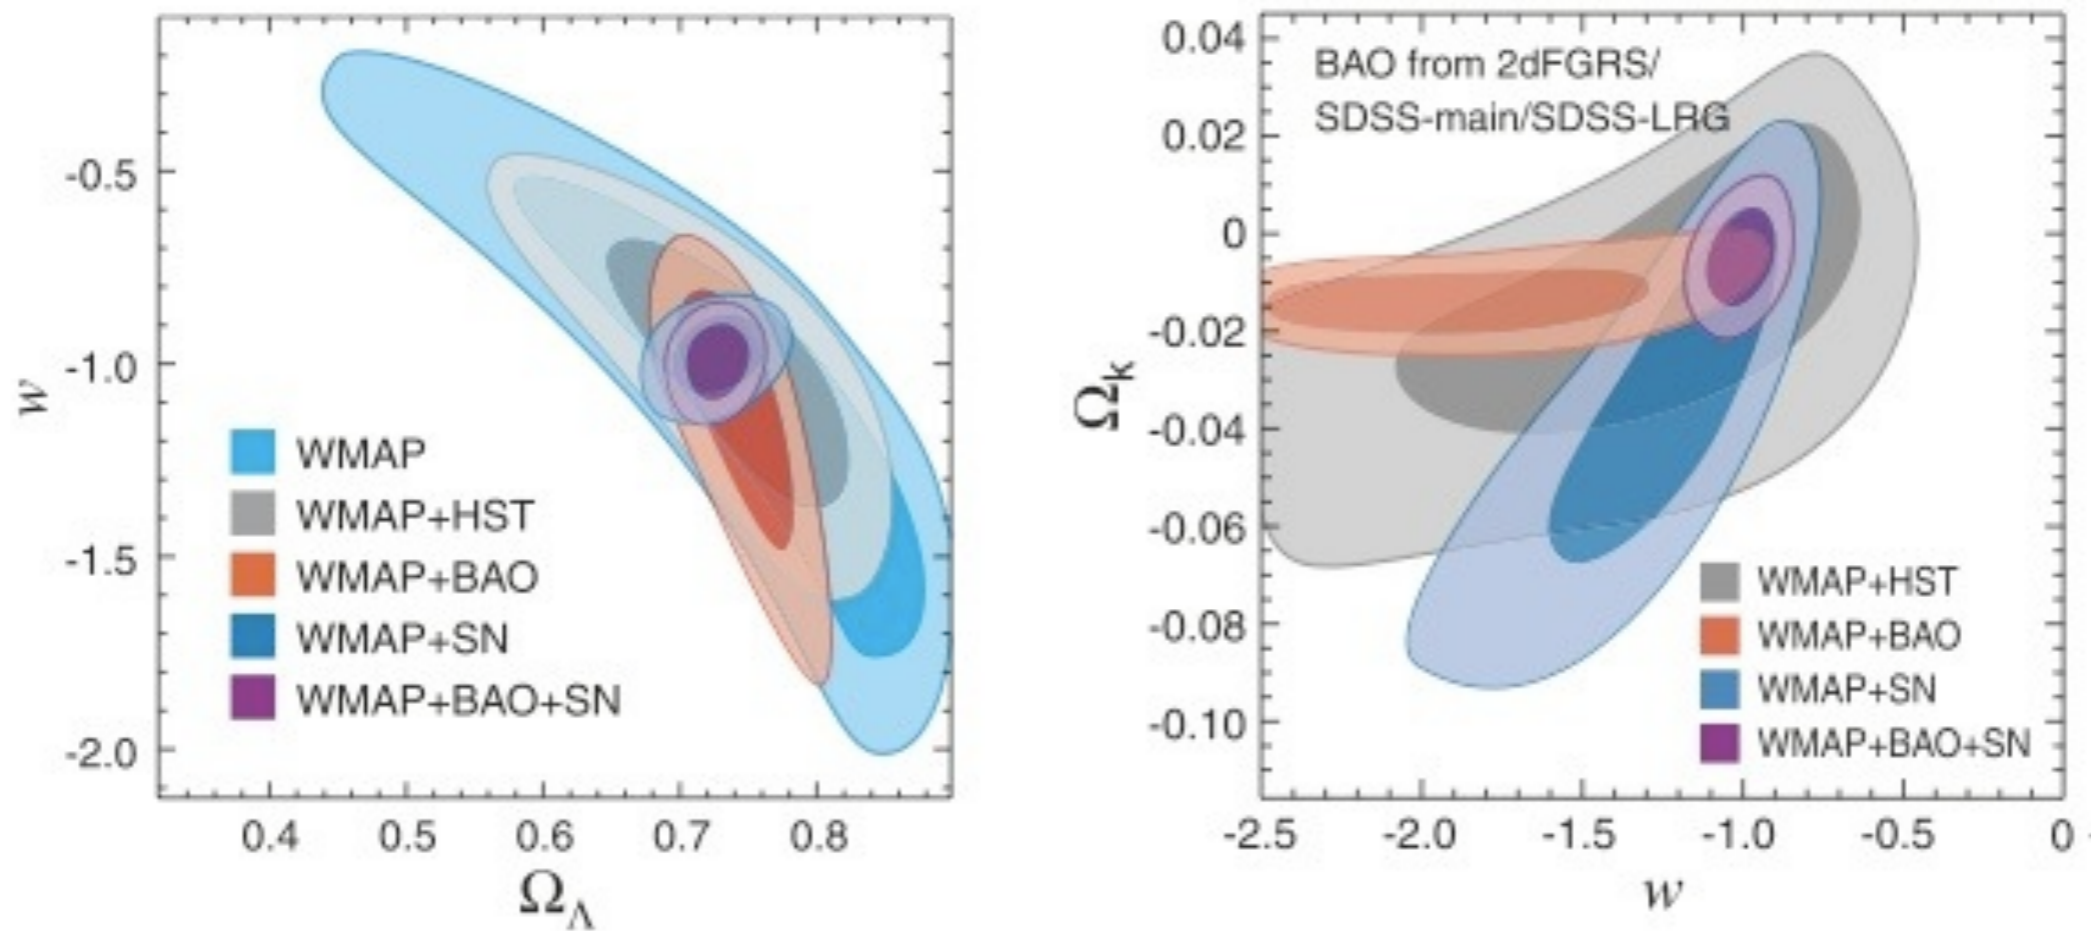 w
-0.5
-1.0
-1.5
-2.0
WMAP
WMAP+HST
WMAP+BAO
WMAP+SN
WMAP+BAO+SN
0.4 0.5 0.6 0.7 0.8
Ω_Λ
Ω_k
0.04
0.02
0
-0.02
-0.04
-0.06
-0.08
-0.10
BAO from 2dFGRS/
SDSS-main/SDSS-LRG
WMAP+HST
WMAP+BAO
WMAP+SN
WMAP+BAO+SN
-2.5 -2.0 -1.5 -1.0 -0.5 0
w